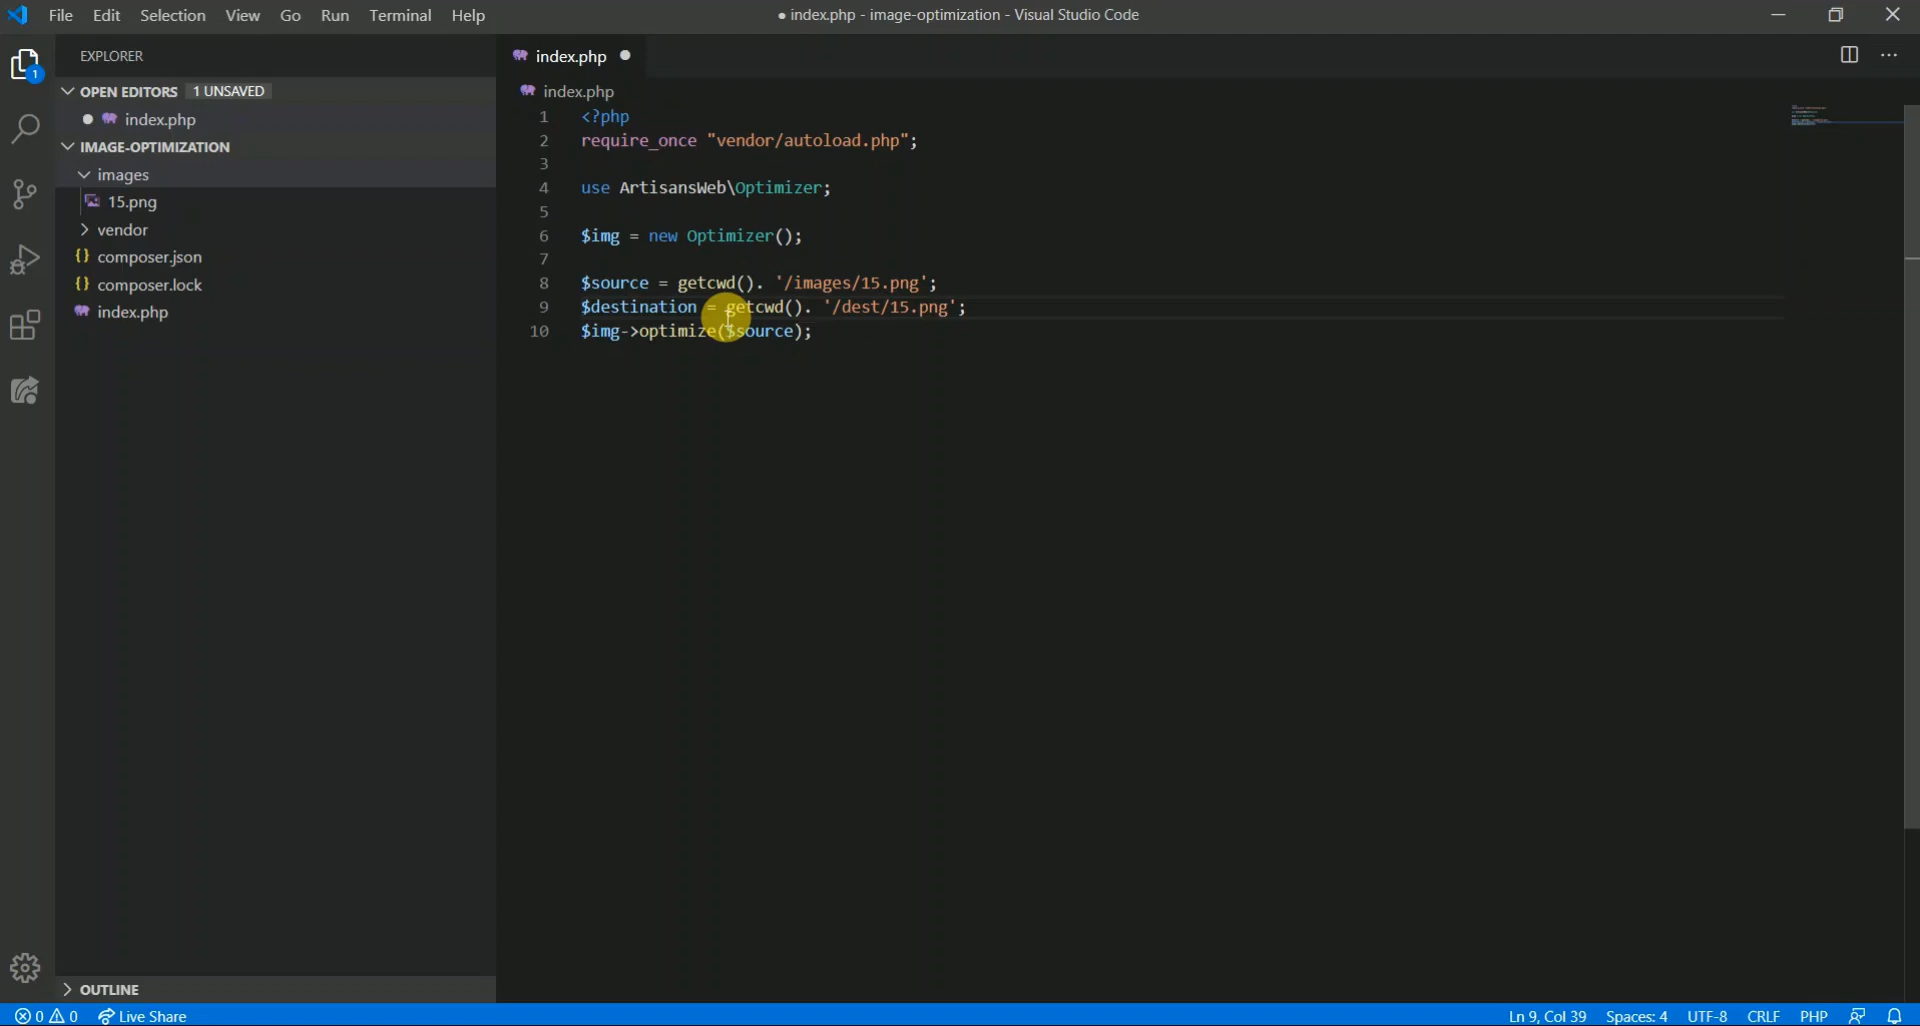 File Edit Selection View Go Run Terminal Help
● index.php - image-optimization - Visual Studio Code
EXPLORER
OPEN EDITORS 1 UNSAVED
● index.php
IMAGE-OPTIMIZATION
images
15.png
vendor
{} composer.json
{} composer.lock
index.php
OUTLINE
1
index.php ●
index.php
1 <?php
2 require_once "vendor/autoload.php";
3
4 use ArtisansWeb\Optimizer;
5
6 $img = new Optimizer();
7
8 $source = getcwd(). '/images/15.png';
9 $destination = getcwd(). '/dest/15.png';
10 $img->optimize($source);
0 0 Live Share
Ln 9, Col 39 Spaces: 4 UTF-8 CRLF PHP